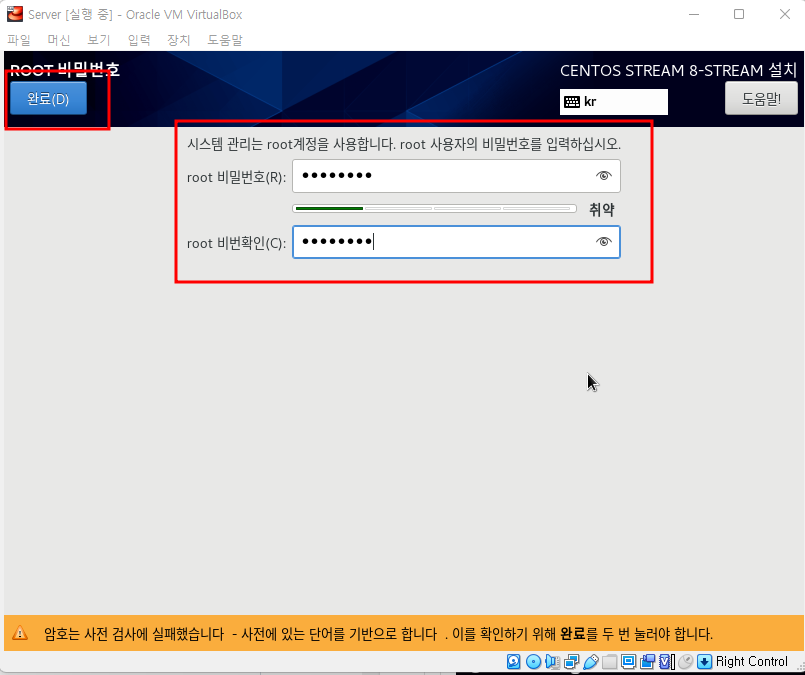 Server [실행 중] - Oracle VM VirtualBox
파일 머신 보기 입력 장치 도움말
ROOT 비밀번호
CENTOS STREAM 8-STREAM 설치
완료(D)
kr
도움말!
시스템 관리는 root계정을 사용합니다. root 사용자의 비밀번호를 입력하십시오.
root 비밀번호(R): ●●●●●●●●
취약
root 비번확인(C): ●●●●●●●●
암호는 사전 검사에 실패했습니다 - 사전에 있는 단어를 기반으로 합니다 . 이를 확인하기 위해 완료를 두 번 눌러야 합니다.
Right Control